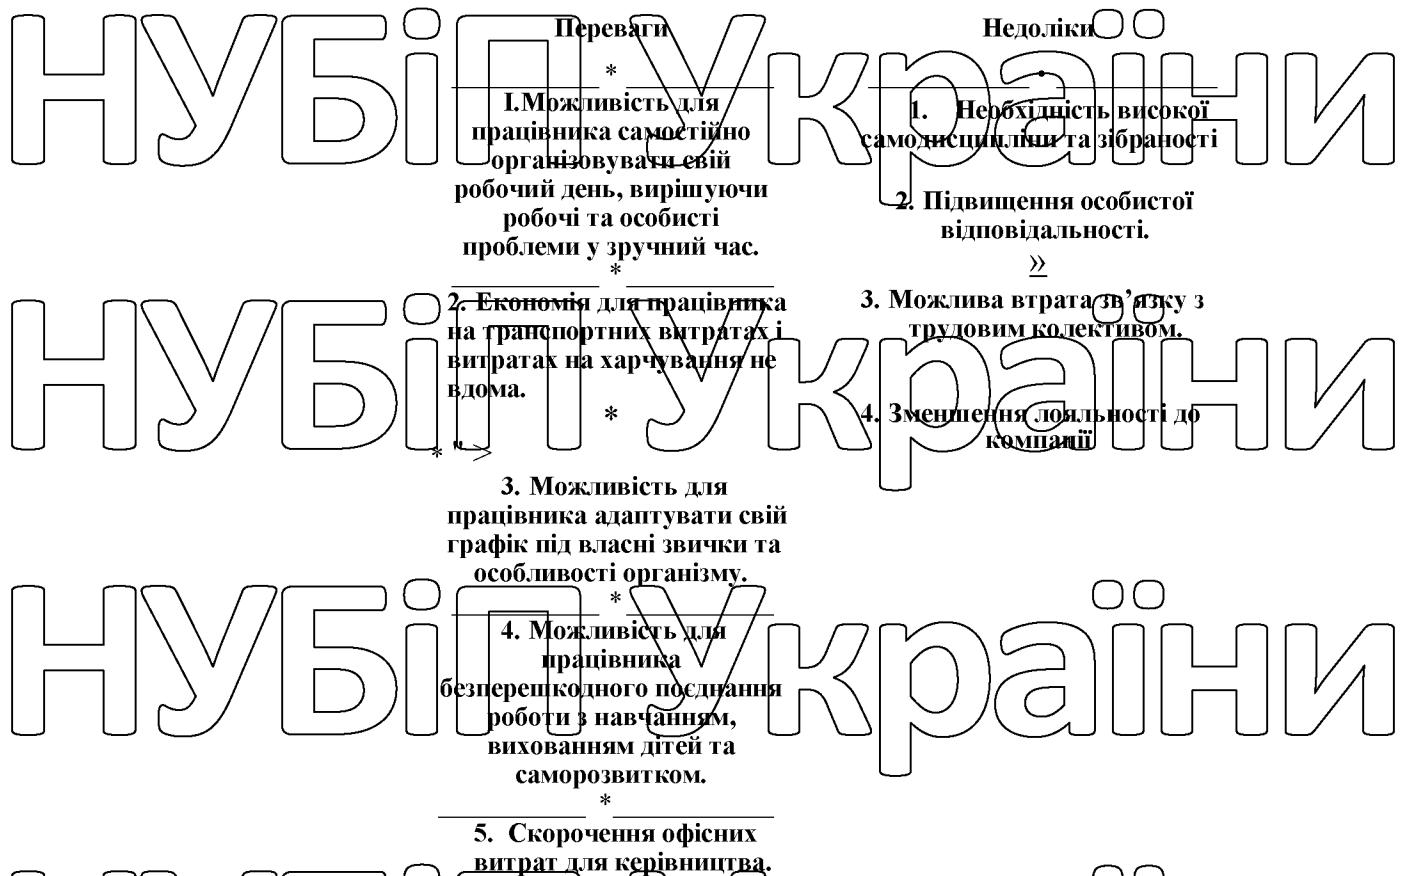 Переваги
*
І.Можливість для
працівника самостійно
організовувати свій
робочий день, вирішуючи
робочі та особисті
проблеми у зручний час.
*
2. Економія для працівника
на транспортних витратах і
витратах на харчування не
вдома.
*
* " >
3. Можливість для
працівника адаптувати свій
графік під власні звички та
особливості організму.
*
4. Можливість для
працівника
безперешкодного поєднання
роботи з навчанням,
вихованням дітей та
саморозвитком.
*
5. Скорочення офісних
витрат для керівництва.
Недоліки
•
1. Необхідність високої
самодисципліни та зібраності
2. Підвищення особистої
відповідальності.
»
3. Можлива втрата зв’язку з
трудовим колективом.
4. Зменшення лояльності до
компанії
НУБіП України
НУБіП України
НУБіП України